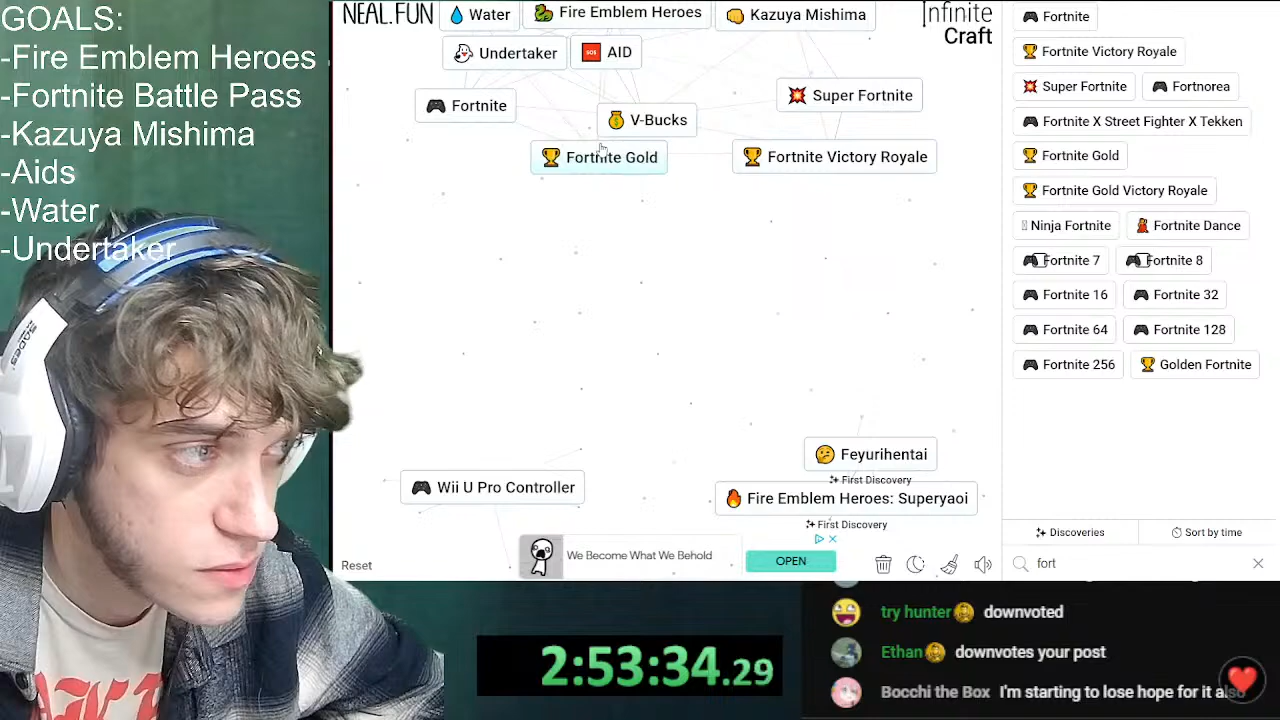 GOALS:
-Fire Emblem Heroes
-Fortnite Battle Pass
-Kazuya Mishima
-Aids
-Water
-Undertaker
NEAL.FUN
Water
Fire Emblem Heroes
Kazuya Mishima
Infinite
Craft
Undertaker
SOS
AID
Fortnite
V-Bucks
Super Fortnite
Fortnite Gold
Fortnite Victory Royale
Feyurihentai
First Discovery
Wii U Pro Controller
Fire Emblem Heroes: Superyaoi
First Discovery
We Become What We Behold
OPEN
Reset
Fortnite
Fortnite Victory Royale
Super Fortnite
Fortnorea
Fortnite X Street Fighter X Tekken
Fortnite Gold
Fortnite Gold Victory Royale
Ninja Fortnite
Fortnite Dance
Fortnite 7
Fortnite 8
Fortnite 16
Fortnite 32
Fortnite 64
Fortnite 128
Fortnite 256
Golden Fortnite
Discoveries
Sort by time
fort
2:53:34.29
try hunter downvoted
Ethan downvotes your post
Bocchi the Box I'm starting to lose hope for it also